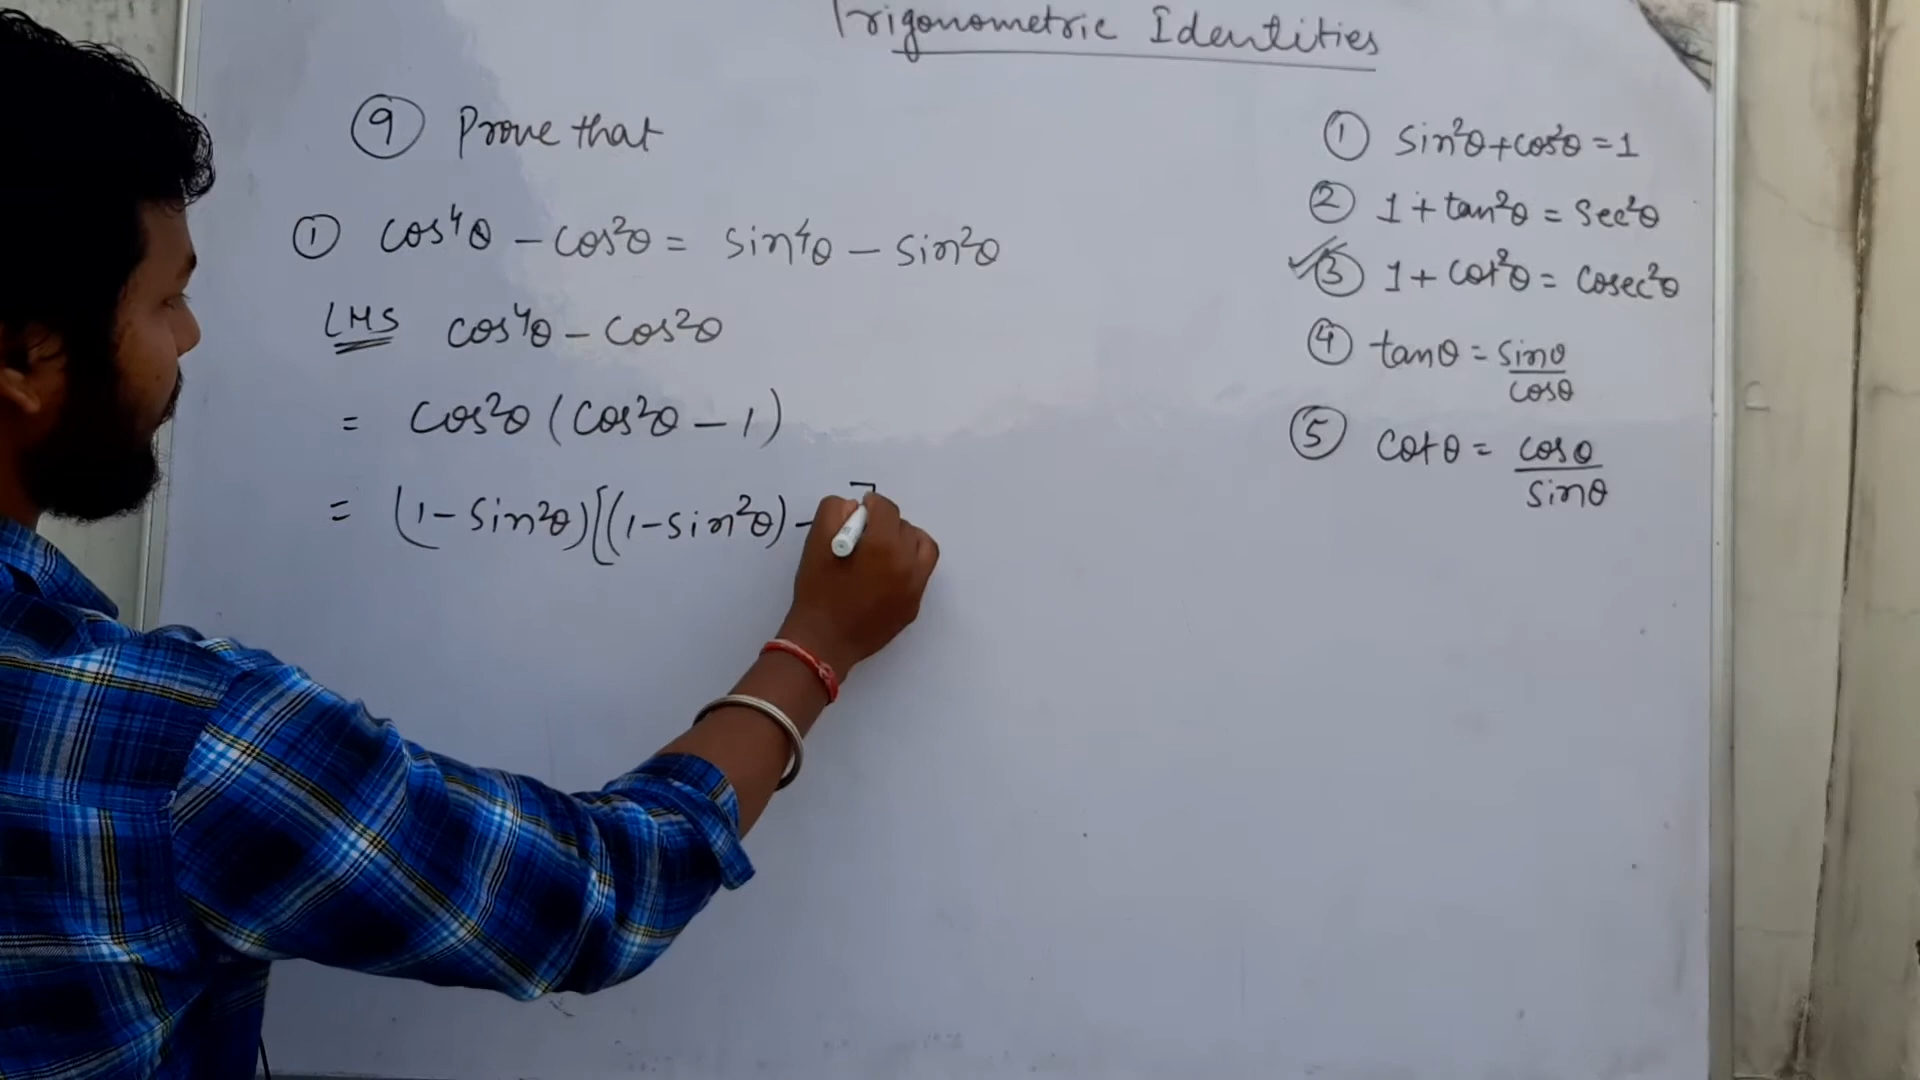 Trigonometric Identities
⑨ Prove that
① cos⁴θ - cos²θ = sin⁴θ - sin²θ
LHS cos⁴θ - cos²θ
= cos²θ (cos²θ - 1)
= (1 - sin²θ)[(1 - sin²θ) - ]
① sin²θ + cos²θ = 1
② 1 + tan²θ = sec²θ
✓③ 1 + cot²θ = cosec²θ
④ tanθ = sinθ/cosθ
⑤ cotθ = cosθ/sinθ